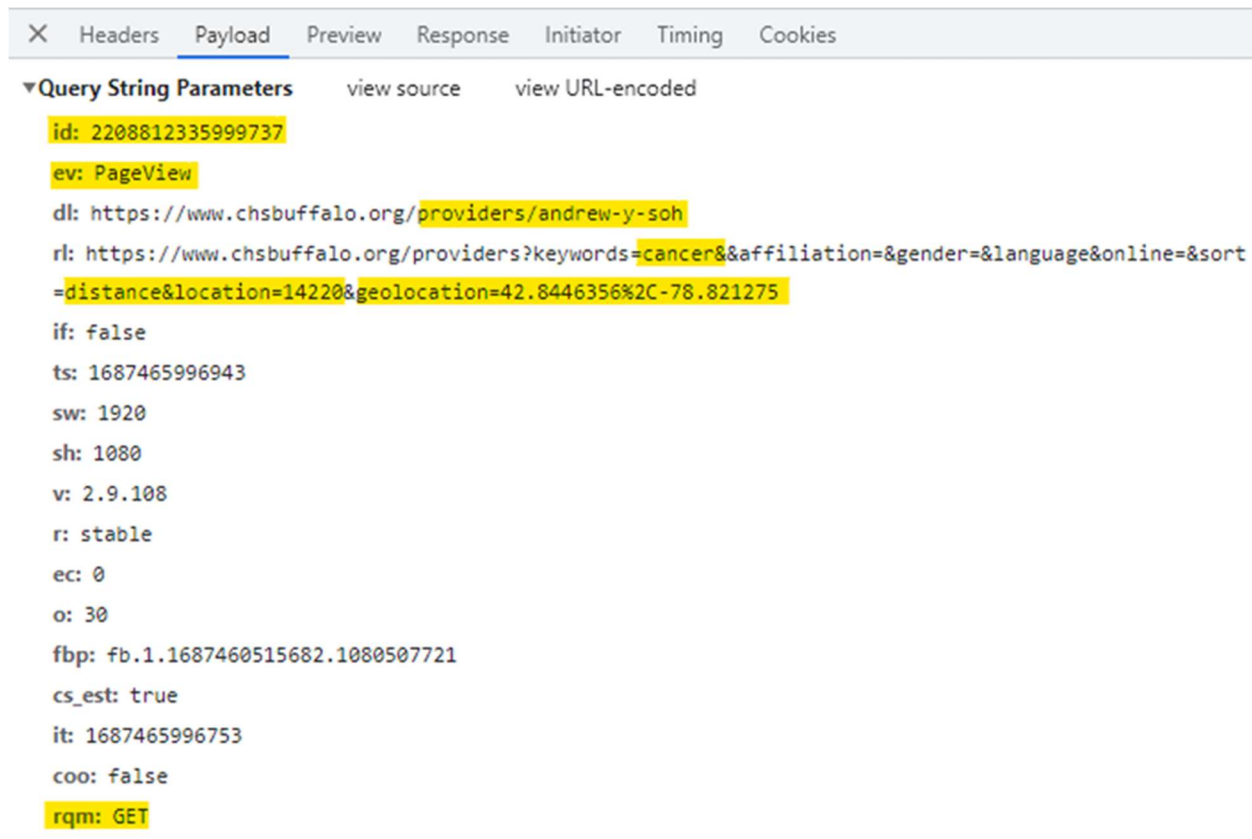 × Headers Payload Preview Response Initiator Timing Cookies
▼Query String Parameters view source view URL-encoded
id: 2208812335999737
ev: PageView
dl: https://www.chsbuffalo.org/providers/andrew-y-soh
rl: https://www.chsbuffalo.org/providers?keywords=cancer&&affiliation=&gender=&language&online=&sort
=distance&location=14220&geolocation=42.8446356%2C-78.821275
if: false
ts: 1687465996943
sw: 1920
sh: 1080
v: 2.9.108
r: stable
ec: 0
o: 30
fbp: fb.1.1687460515682.1080507721
cs_est: true
it: 1687465996753
coo: false
rqm: GET